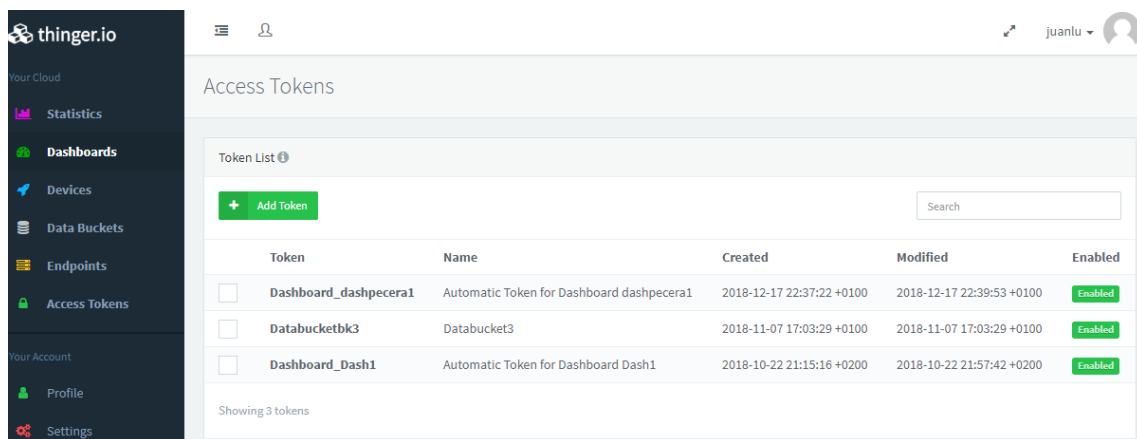 thinger.io
juanlu
Your Cloud
Statistics
Dashboards
Devices
Data Buckets
Endpoints
Access Tokens
Your Account
Profile
Settings
Access Tokens
Token List
Add Token
Search
Token Name Created Modified Enabled
Dashboard_dashpecera1 Automatic Token for Dashboard dashpecera1 2018-12-17 22:37:22 +0100 2018-12-17 22:39:53 +0100 Enabled
Databucketbk3 Databucket3 2018-11-07 17:03:29 +0100 2018-11-07 17:03:29 +0100 Enabled
Dashboard_Dash1 Automatic Token for Dashboard Dash1 2018-10-22 21:15:16 +0200 2018-10-22 21:57:42 +0200 Enabled
Showing 3 tokens